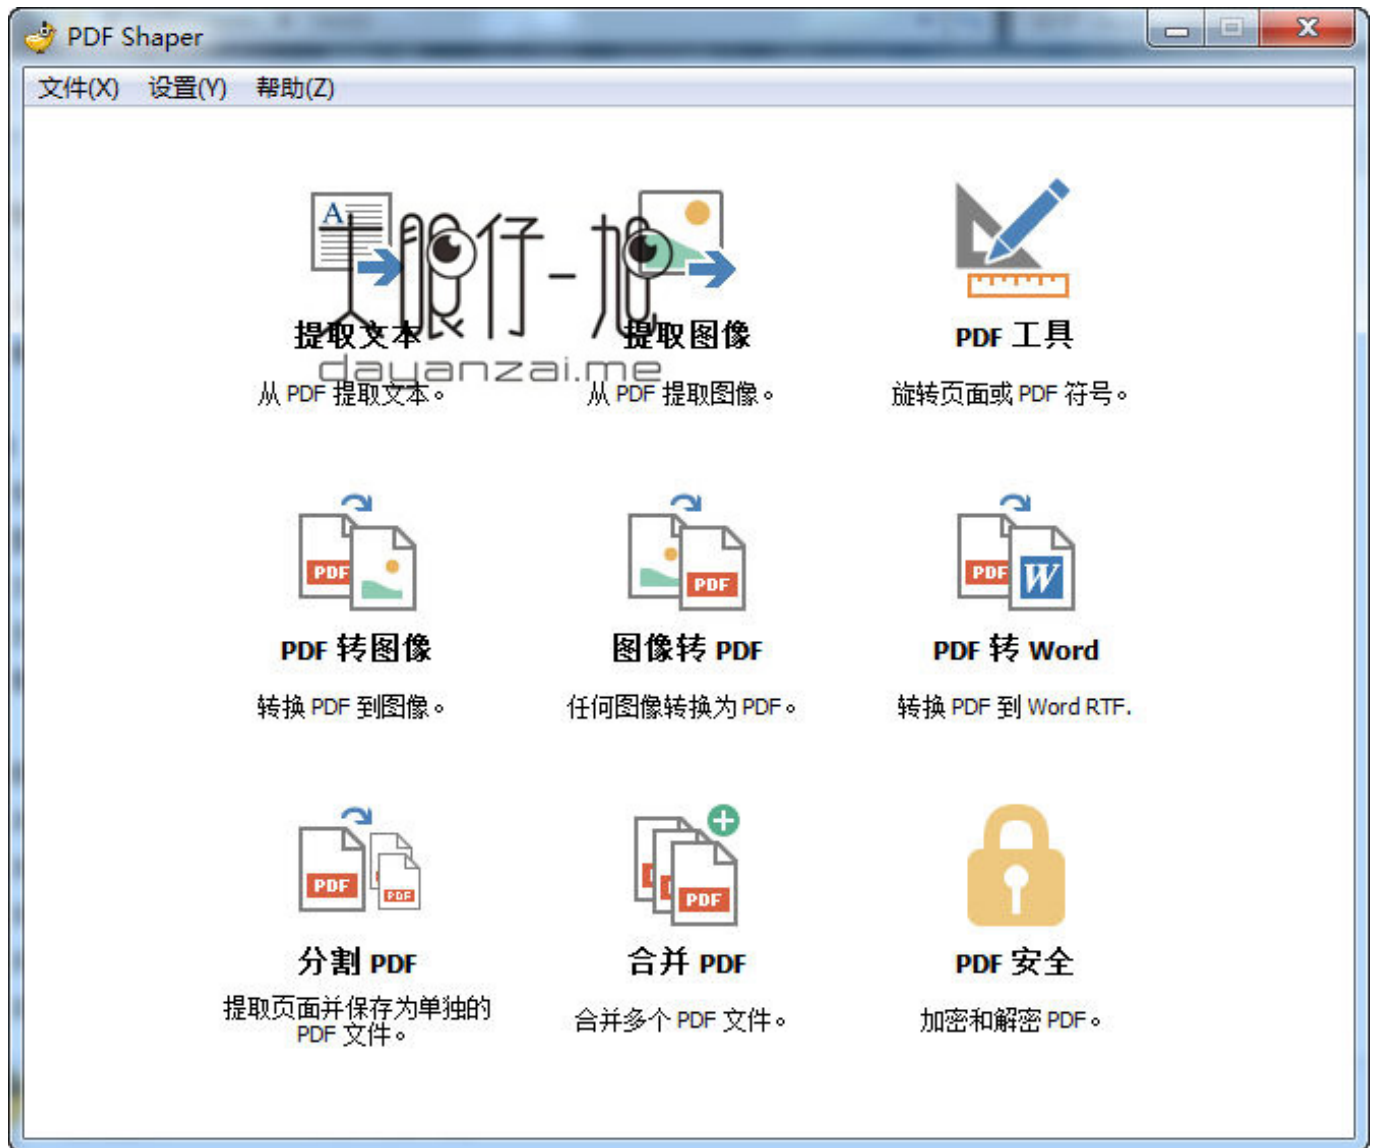 PDF Shaper
文件(X) 设置(Y) 帮助(Z)
A
大眼仔-旭
dayanzai.me
提取文本 提取图像 PDF 工具
从 PDF 提取文本。 从 PDF 提取图像。 旋转页面或 PDF 符号。
PDF PDF PDF W
PDF 转图像 图像转 PDF PDF 转 Word
转换 PDF 到图像。 任何图像转换为 PDF。 转换 PDF 到 Word RTF.
PDF PDF PDF
分割 PDF 合并 PDF PDF 安全
提取页面并保存为单独的 合并多个 PDF 文件。 加密和解密 PDF。
PDF 文件。